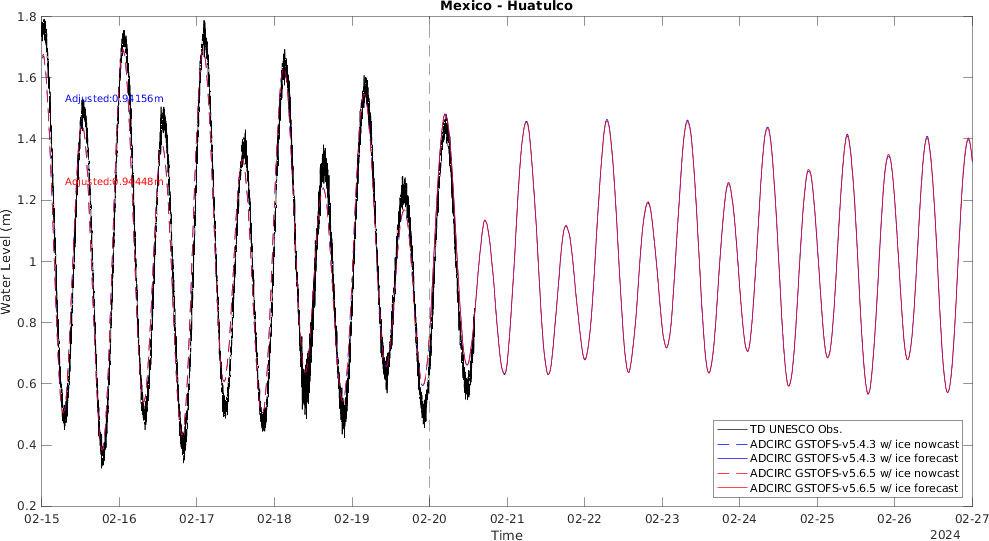 Mexico - Huatulco
1.8
1.6
1.4
1.2
1
0.8
0.6
0.4
0.2
Water Level (m)
Adjusted:0.94156m
Adjusted:0.94448m
TD UNESCO Obs.
ADCIRC GSTOFS-v5.4.3 w/ ice nowcast
ADCIRC GSTOFS-v5.4.3 w/ ice forecast
ADCIRC GSTOFS-v5.6.5 w/ ice nowcast
ADCIRC GSTOFS-v5.6.5 w/ ice forecast
02-15 02-16 02-17 02-18 02-19 02-20 02-21 02-22 02-23 02-24 02-25 02-26 02-27
Time
2024